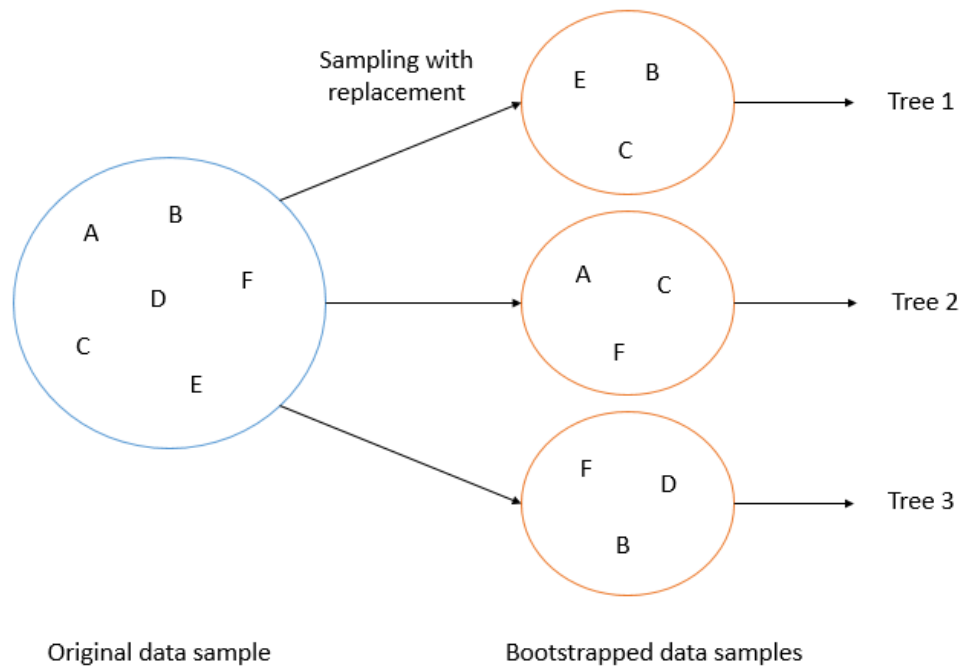 Sampling with
replacement
A
B
D
F
C
E
E
B
C
Tree 1
A
C
F
Tree 2
F
D
B
Tree 3
Original data sample
Bootstrapped data samples